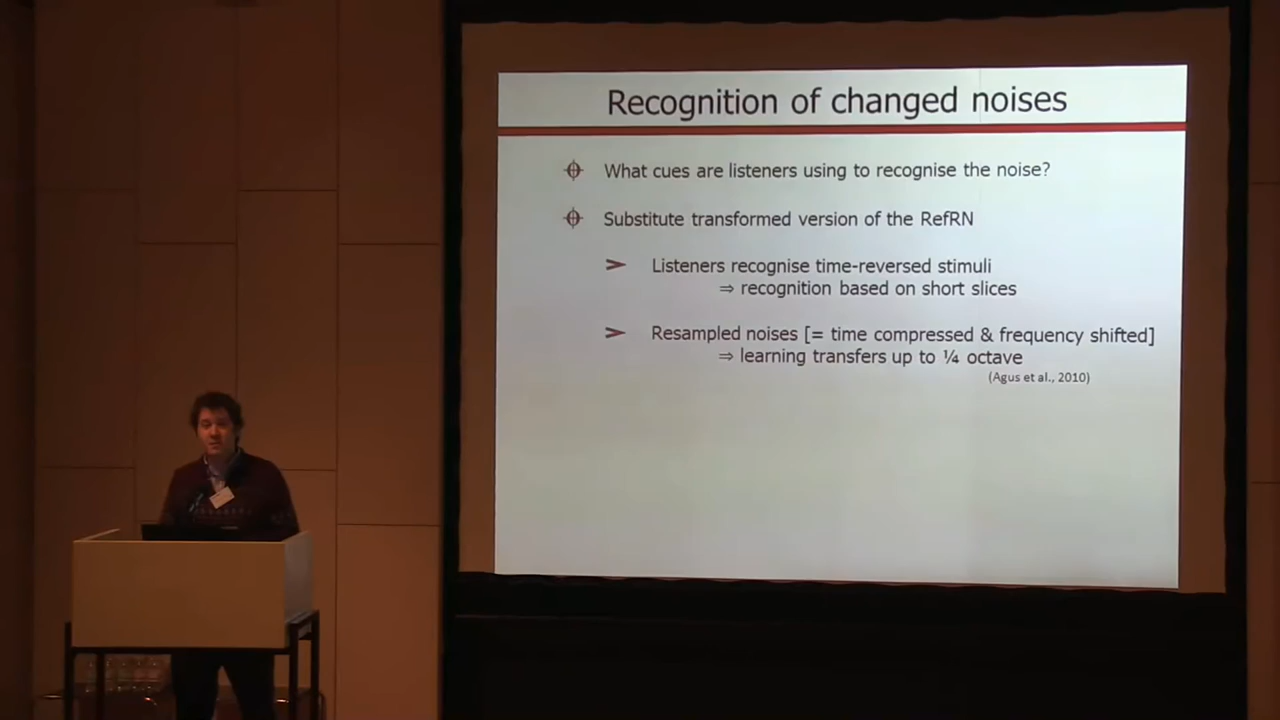 Recognition of changed noises
What cues are listeners using to recognise the noise?
Substitute transformed version of the RefRN
➢ Listeners recognise time-reversed stimuli
⇒ recognition based on short slices
➢ Resampled noises [= time compressed & frequency shifted]
⇒ learning transfers up to ¼ octave
(Agus et al., 2010)